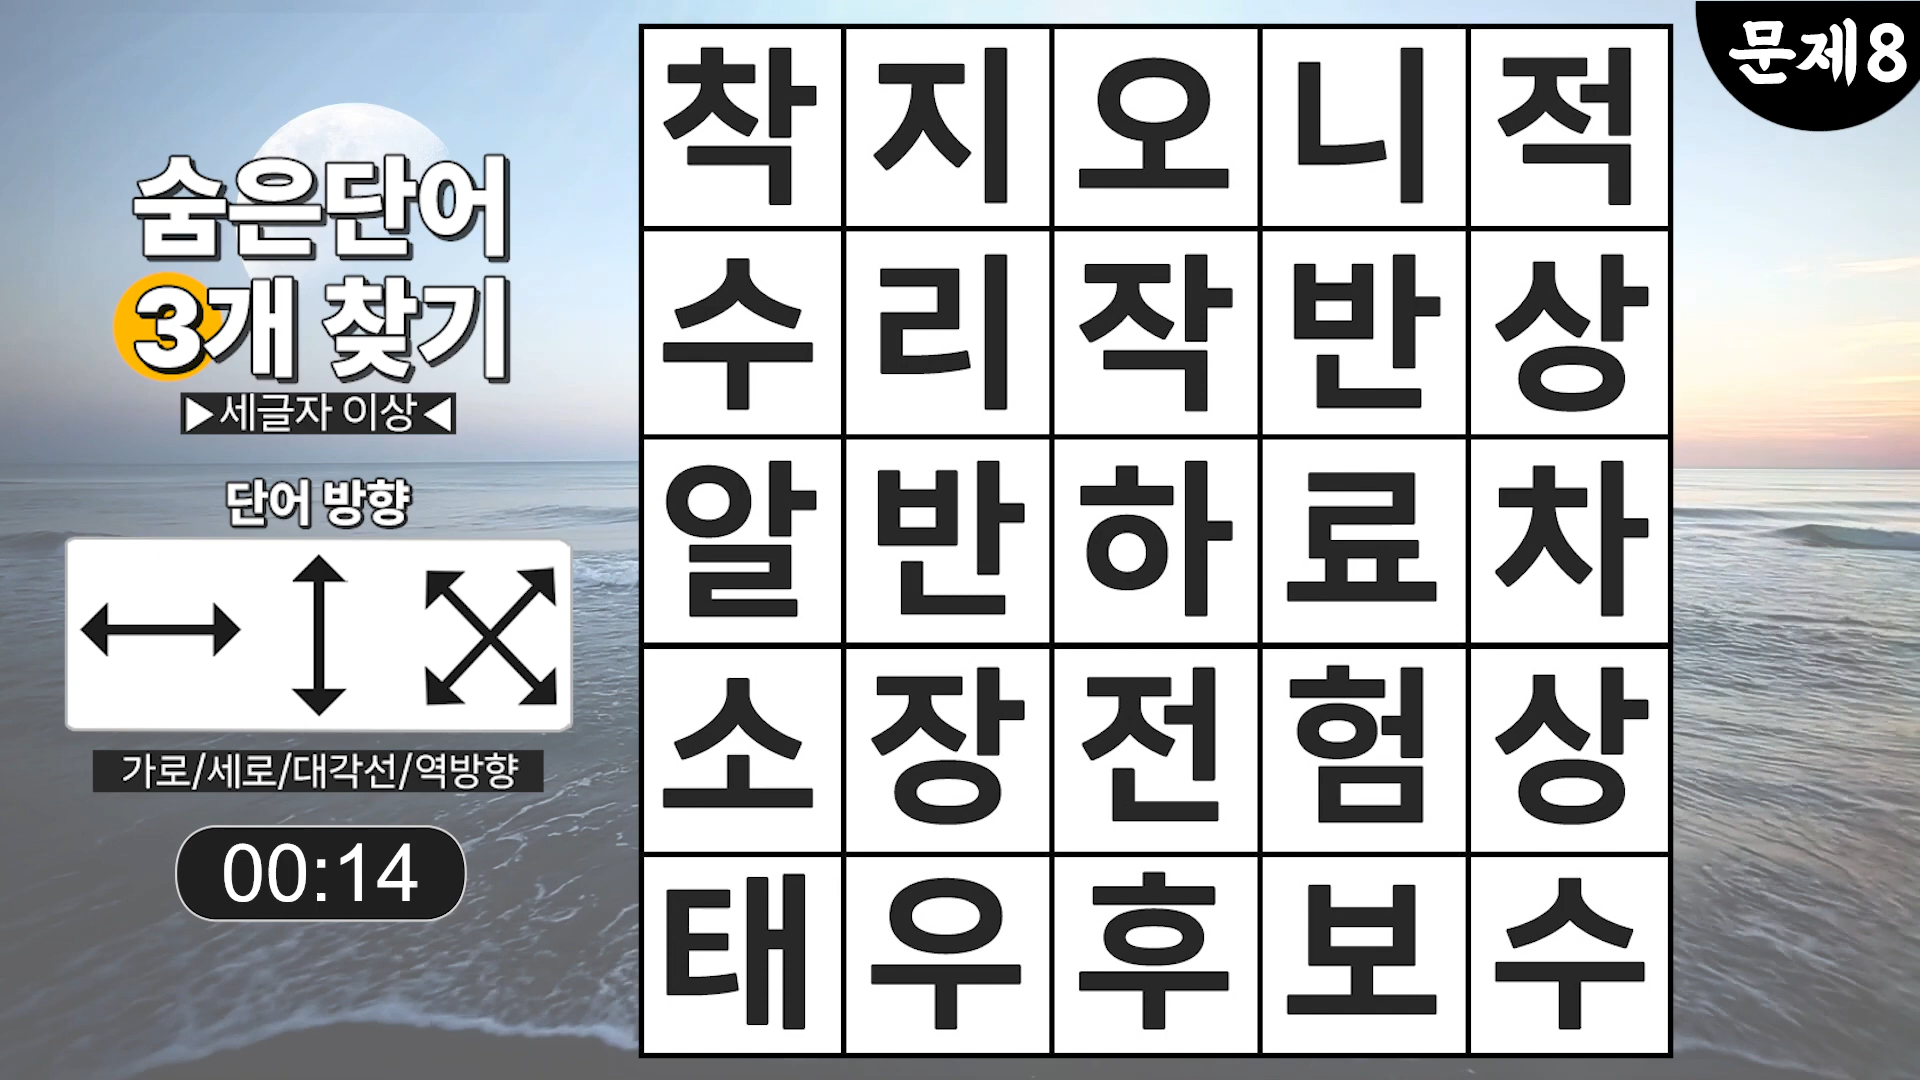 문제8
숨은단어
3개 찾기
▶세글자 이상◀
단어 방향
가로/세로/대각선/역방향
00:14
착 지 오 니 적
수 리 작 반 상
알 반 하 료 차
소 장 전 험 상
태 우 후 보 수